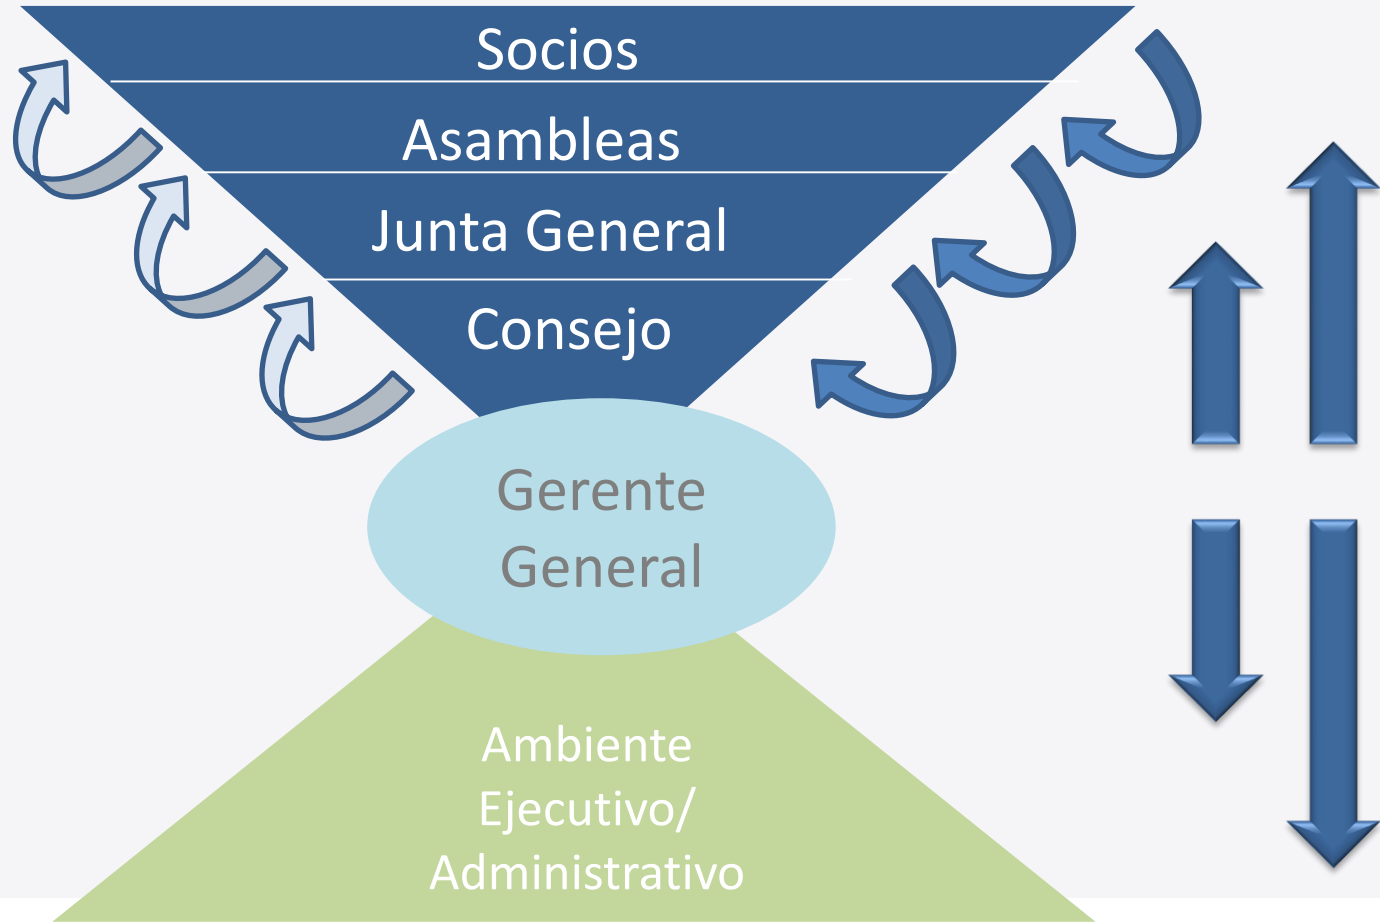 Socios
Asambleas
Junta General
Consejo
Gerente
General
Ambiente
Ejecutivo/
Administrativo